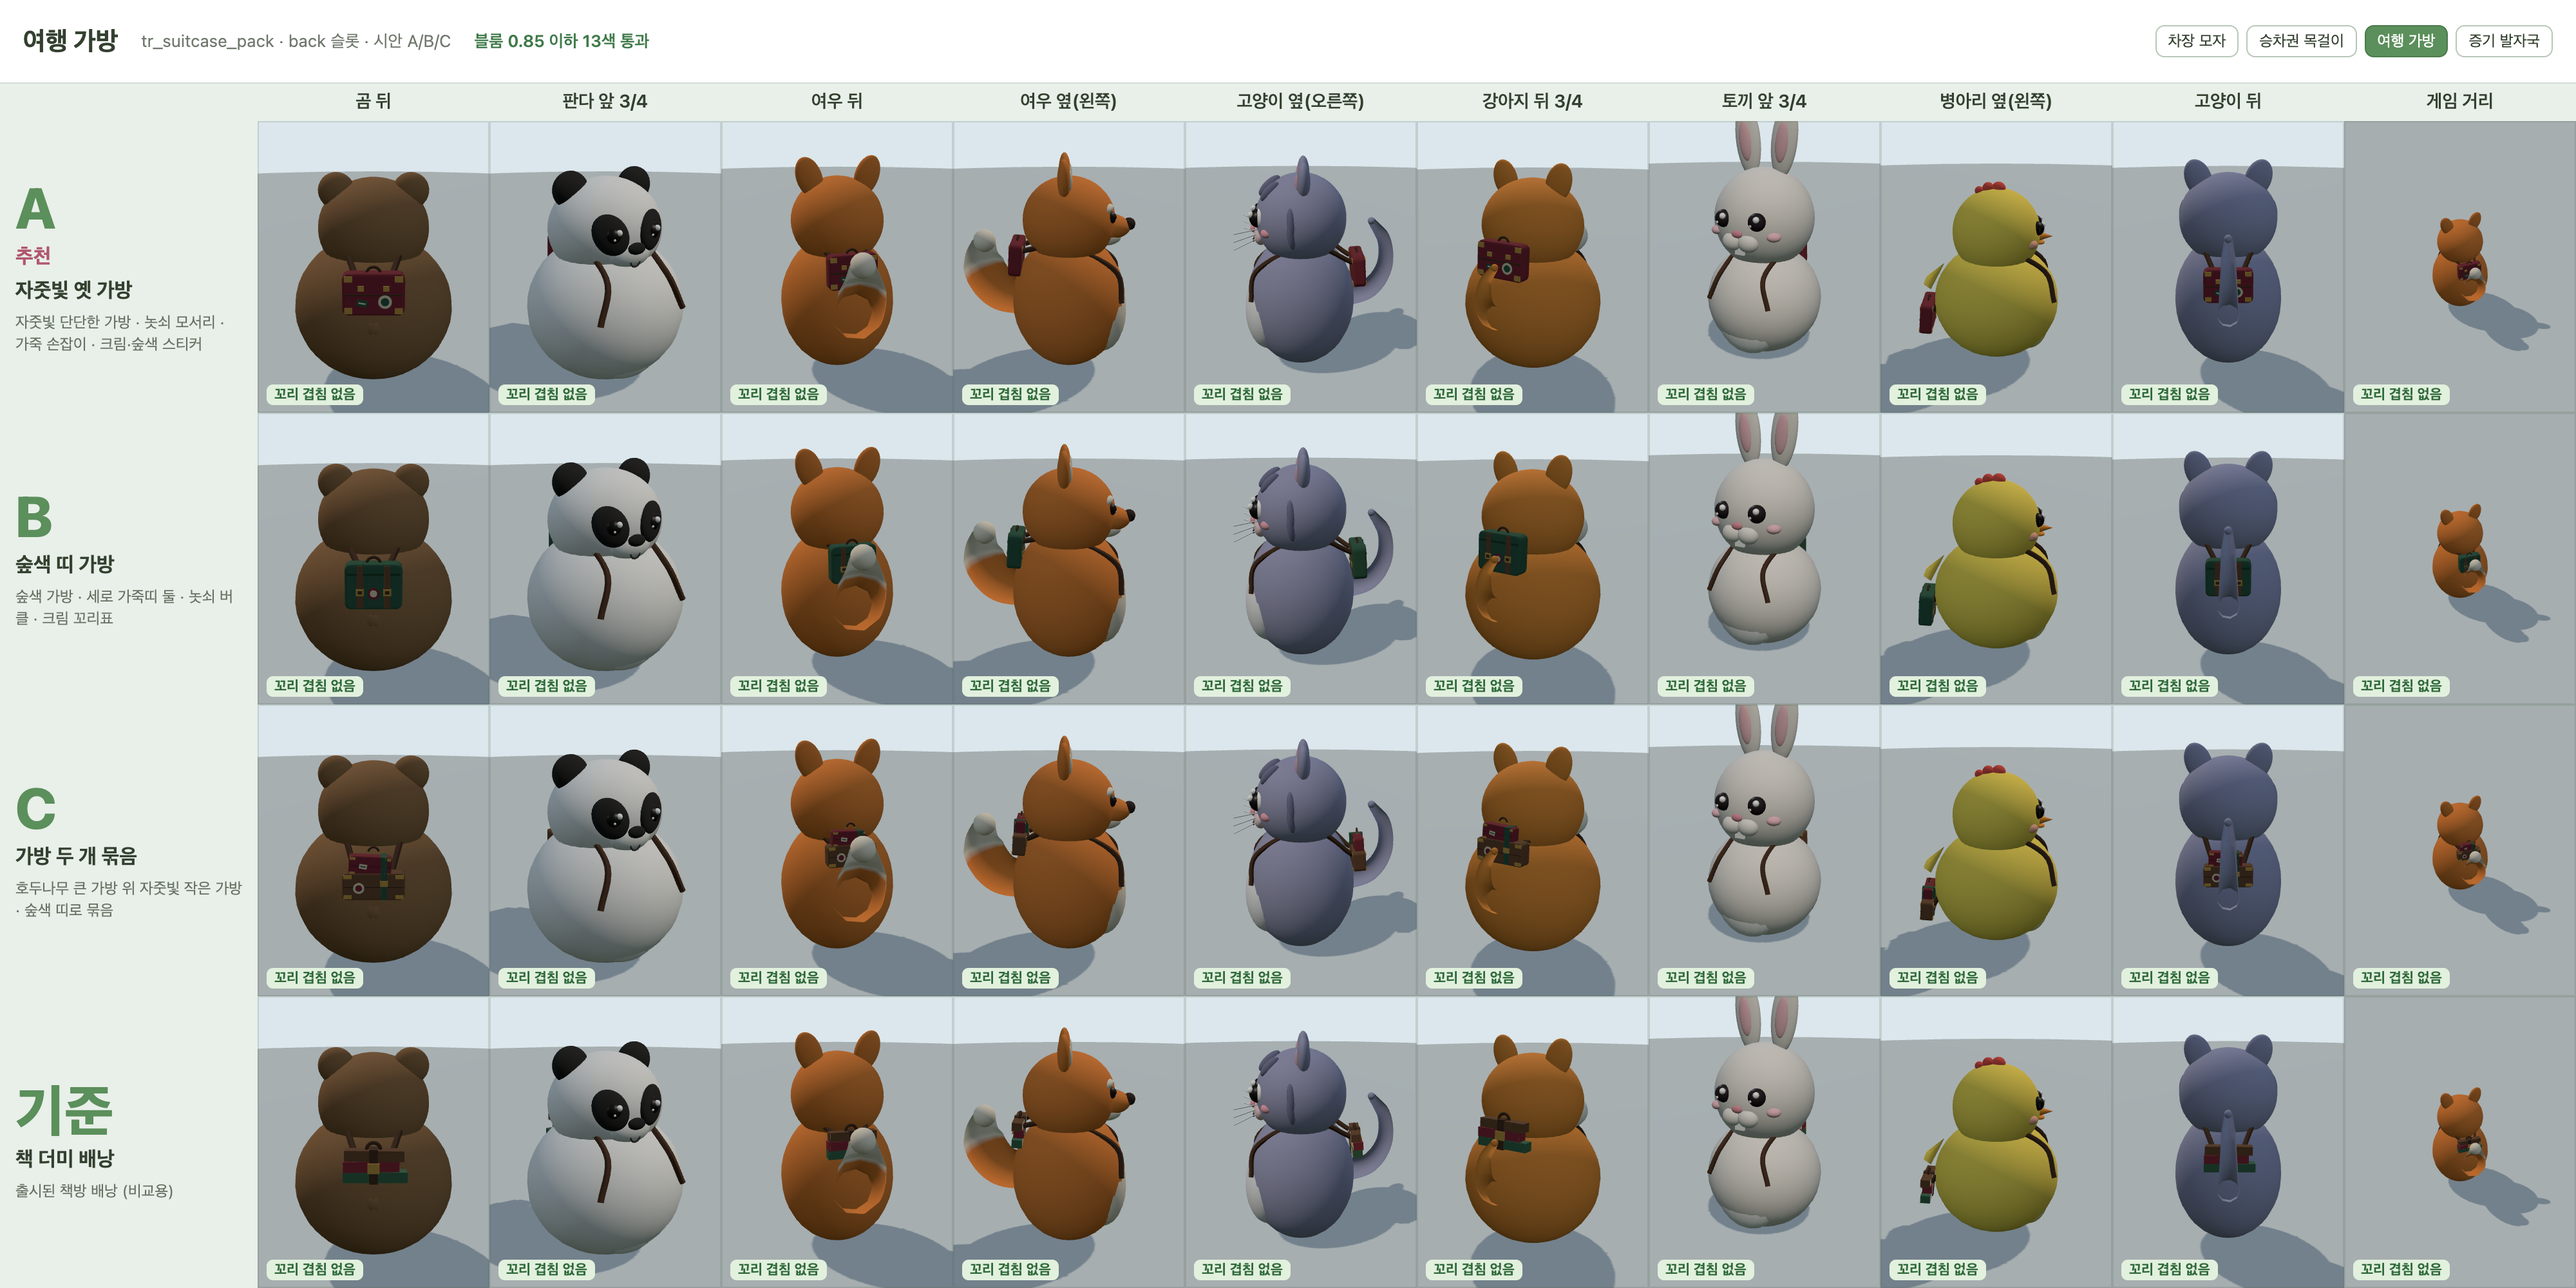 여행 가방
tr_suitcase_pack · back 슬롯 · 시안 A/B/C
블룸 0.85 이하 13색 통과
차장 모자
승차권 목걸이
여행 가방
증기 발자국
곰 뒤
판다 앞 3/4
여우 뒤
여우 옆(왼쪽)
고양이 옆(오른쪽)
강아지 뒤 3/4
토끼 앞 3/4
병아리 옆(왼쪽)
고양이 뒤
게임 거리
A
추천
자줏빛 옛 가방
자줏빛 단단한 가방 · 놋쇠 모서리 ·
가죽 손잡이 · 크림·숲색 스티커
꼬리 겹침 없음
꼬리 겹침 없음
꼬리 겹침 없음
꼬리 겹침 없음
꼬리 겹침 없음
꼬리 겹침 없음
꼬리 겹침 없음
꼬리 겹침 없음
꼬리 겹침 없음
꼬리 겹침 없음
B
숲색 띠 가방
숲색 가방 · 세로 가죽띠 둘 · 놋쇠 버
클 · 크림 꼬리표
꼬리 겹침 없음
꼬리 겹침 없음
꼬리 겹침 없음
꼬리 겹침 없음
꼬리 겹침 없음
꼬리 겹침 없음
꼬리 겹침 없음
꼬리 겹침 없음
꼬리 겹침 없음
꼬리 겹침 없음
C
가방 두 개 묶음
호두나무 큰 가방 위 자줏빛 작은 가방
· 숲색 띠로 묶음
꼬리 겹침 없음
꼬리 겹침 없음
꼬리 겹침 없음
꼬리 겹침 없음
꼬리 겹침 없음
꼬리 겹침 없음
꼬리 겹침 없음
꼬리 겹침 없음
꼬리 겹침 없음
꼬리 겹침 없음
기준
책 더미 배낭
출시된 책방 배낭 (비교용)
꼬리 겹침 없음
꼬리 겹침 없음
꼬리 겹침 없음
꼬리 겹침 없음
꼬리 겹침 없음
꼬리 겹침 없음
꼬리 겹침 없음
꼬리 겹침 없음
꼬리 겹침 없음
꼬리 겹침 없음